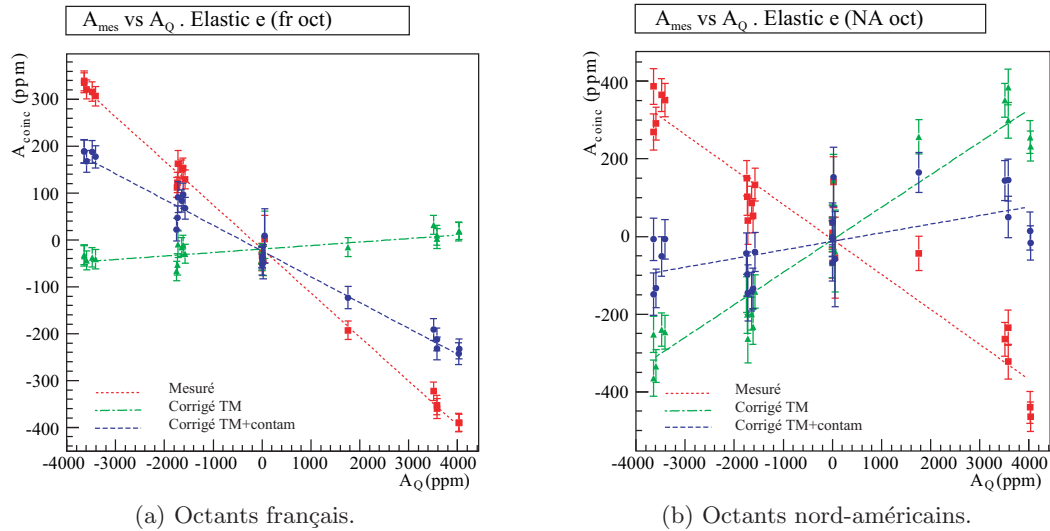 A_mes vs A_Q . Elastic e (fr oct)
A_coinc (ppm)
300
200
100
0
-100
-200
-300
-400
Mesuré
Corrigé TM
Corrigé TM+contam
-4000 -3000 -2000 -1000 0 1000 2000 3000 4000
A_Q (ppm)
(a) Octants français.
A_mes vs A_Q . Elastic e (NA oct)
A_coinc (ppm)
400
200
0
-200
-400
Mesuré
Corrigé TM
Corrigé TM+contam
-4000 -3000 -2000 -1000 0 1000 2000 3000 4000
A_Q (ppm)
(b) Octants nord-américains.